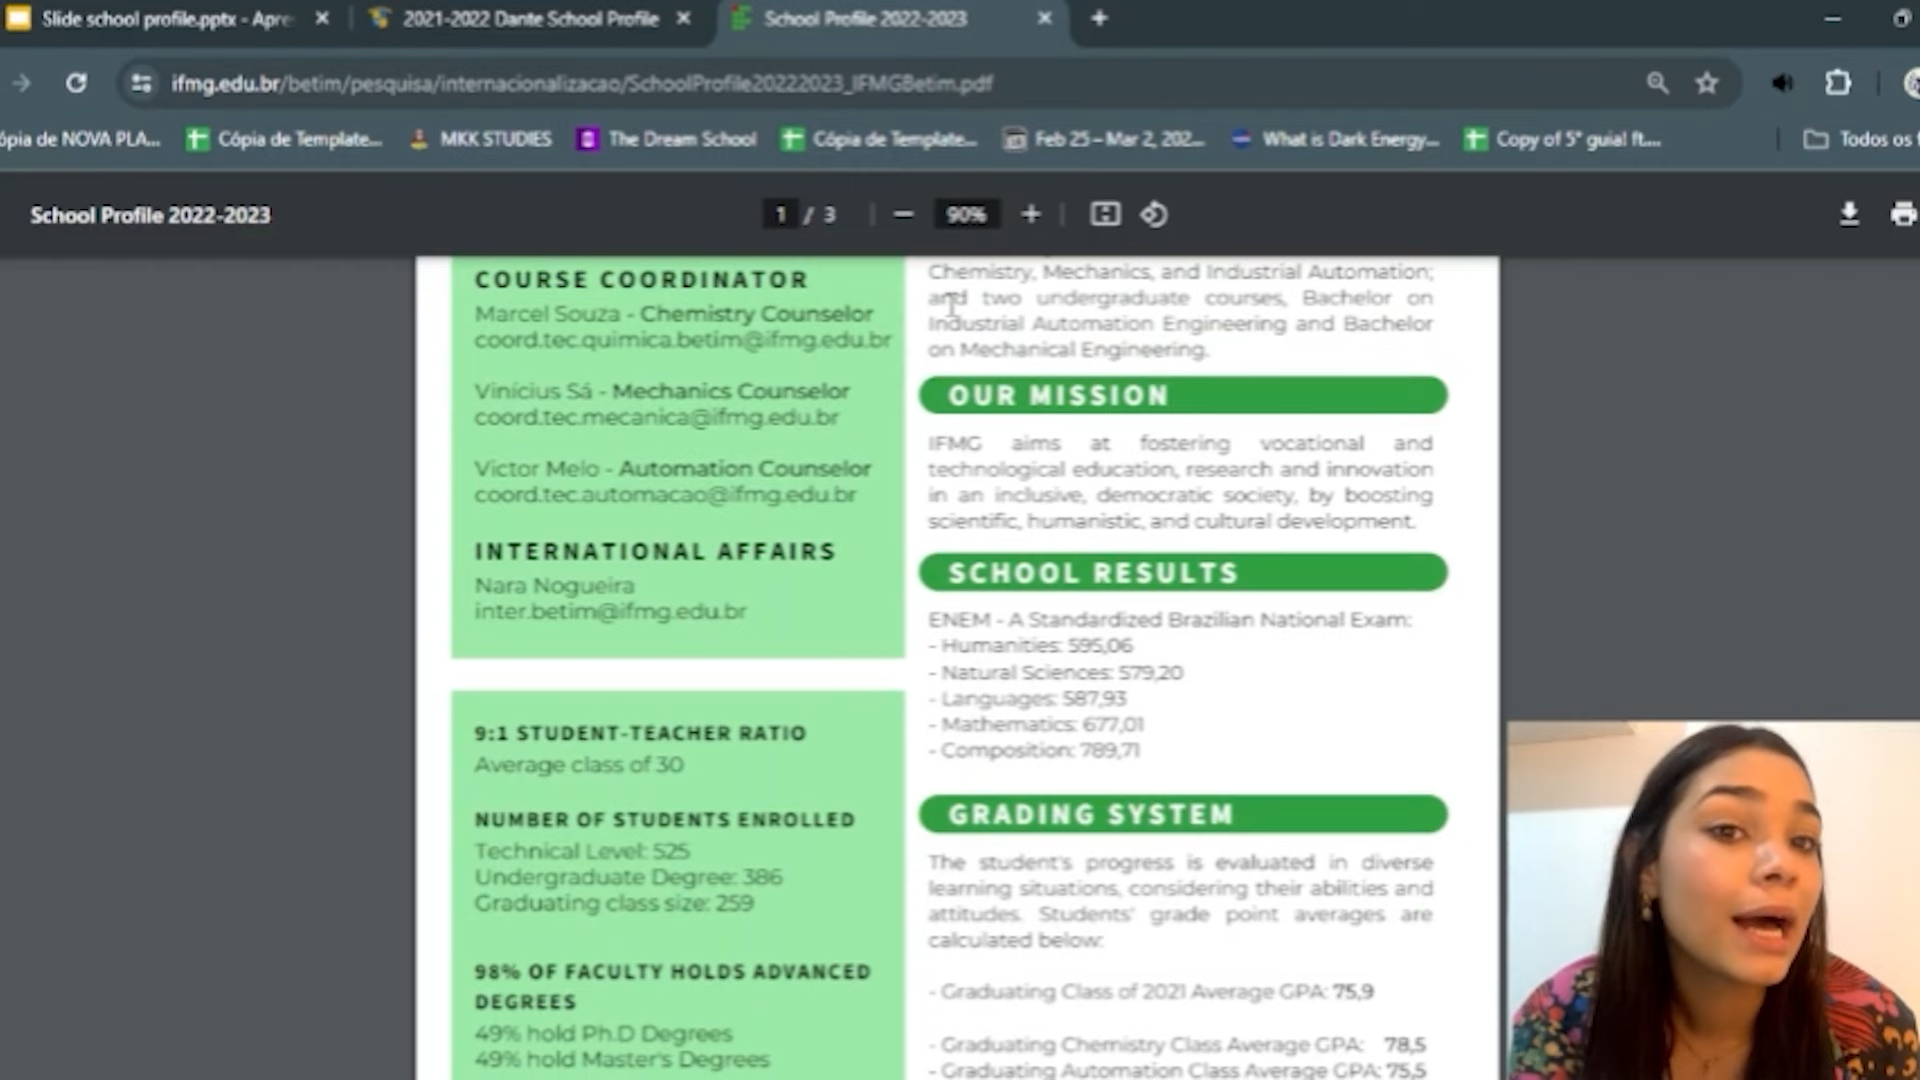 Slide school profile.pptx - Apre
2021-2022 Dante School Profile
School Profile 2022-2023
ifmg.edu.br/betim/pesquisa/internacionalizacao/SchoolProfile20222023_IFMGBetim.pdf
ópia de NOVA PLA...
Cópia de Template...
MKK STUDIES
The Dream School
Cópia de Template...
Feb 25 – Mar 2, 202...
What is Dark Energy...
Copy of 5° guial ft....
Todos os f
School Profile 2022-2023
1 / 3
90%
COURSE COORDINATOR
Marcel Souza - Chemistry Counselor
coord.tec.quimica.betim@ifmg.edu.br
Vinícius Sá - Mechanics Counselor
coord.tec.mecanica@ifmg.edu.br
Victor Melo - Automation Counselor
coord.tec.automacao@ifmg.edu.br
INTERNATIONAL AFFAIRS
Nara Nogueira
inter.betim@ifmg.edu.br
9:1 STUDENT-TEACHER RATIO
Average class of 30
NUMBER OF STUDENTS ENROLLED
Technical Level: 525
Undergraduate Degree: 386
Graduating class size: 259
98% OF FACULTY HOLDS ADVANCED
DEGREES
49% hold Ph.D Degrees
49% hold Master's Degrees
Chemistry, Mechanics, and Industrial Automation;
and two undergraduate courses, Bachelor on
Industrial Automation Engineering and Bachelor
on Mechanical Engineering.
OUR MISSION
IFMG aims at fostering vocational and
technological education, research and innovation
in an inclusive, democratic society, by boosting
scientific, humanistic, and cultural development.
SCHOOL RESULTS
ENEM - A Standardized Brazilian National Exam:
- Humanities: 595,06
- Natural Sciences: 579,20
- Languages: 587,93
- Mathematics: 677,01
- Composition: 789,71
GRADING SYSTEM
The student's progress is evaluated in diverse
learning situations, considering their abilities and
attitudes. Students' grade point averages are
calculated below:
- Graduating Class of 2021 Average GPA: 75,9
- Graduating Chemistry Class Average GPA: 78,5
- Graduating Automation Class Average GPA: 75,5